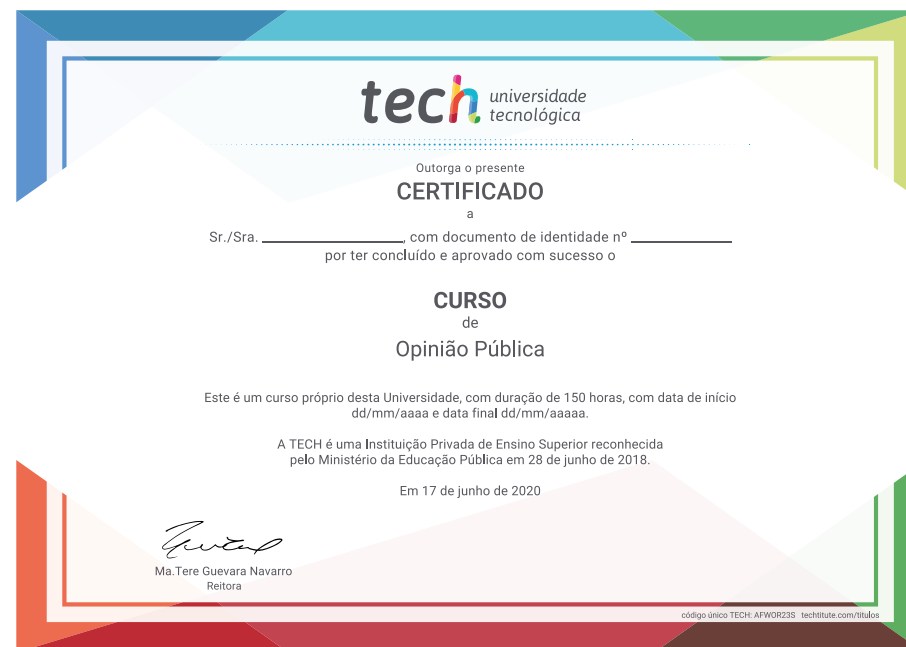 tech universidade
tecnológica
Outorga o presente
CERTIFICADO
a
Sr./Sra. ____________________, com documento de identidade nº ______________
por ter concluído e aprovado com sucesso o
CURSO
de
Opinião Pública
Este é um curso próprio desta Universidade, com duração de 150 horas, com data de início
dd/mm/aaaa e data final dd/mm/aaaaa.
A TECH é uma Instituição Privada de Ensino Superior reconhecida
pelo Ministério da Educação Pública em 28 de junho de 2018.
Em 17 de junho de 2020
Ma.Tere Guevara Navarro
Reitora
código único TECH: AFWOR23S techtitute.com/títulos